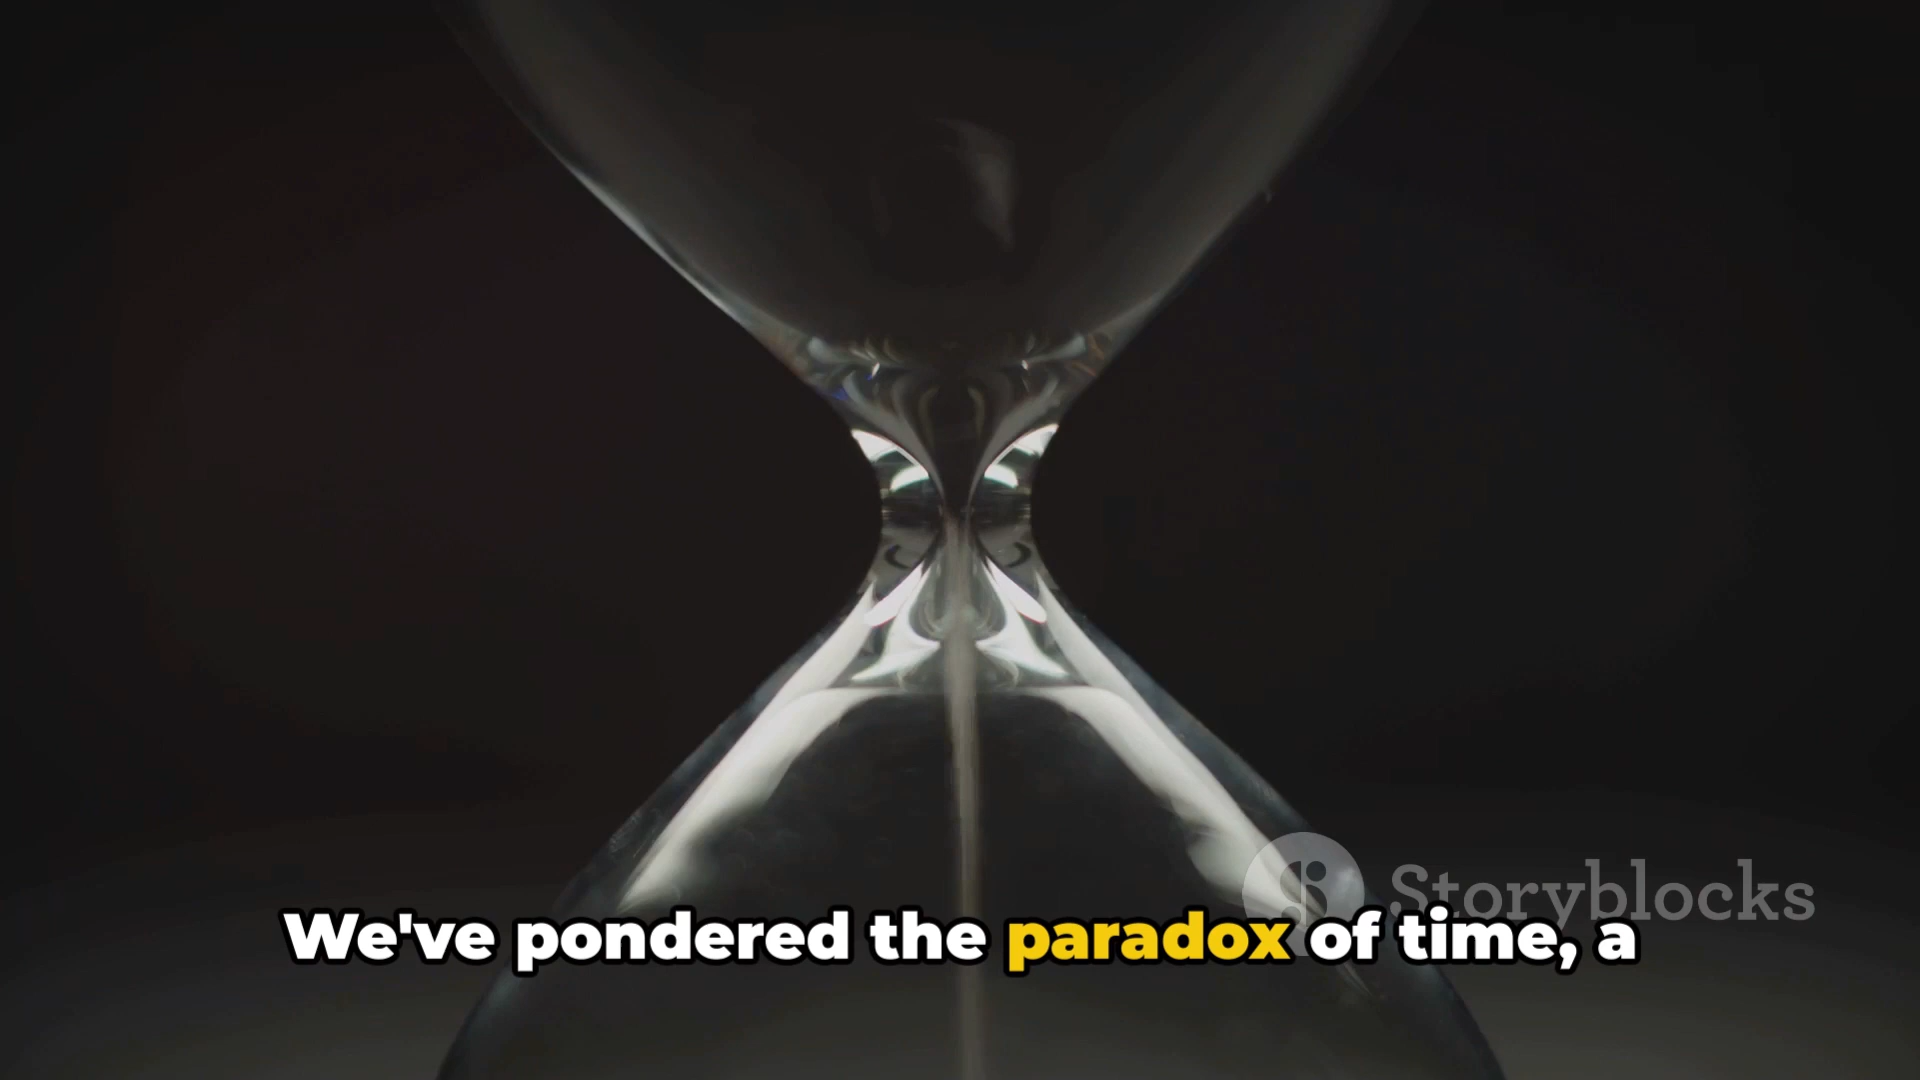 Storyblocks
We've pondered the paradox of time, a